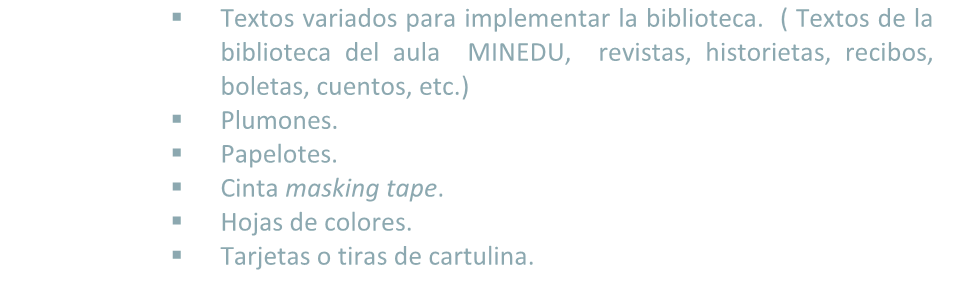 ▪ Textos variados para implementar la biblioteca. ( Textos de la
biblioteca del aula MINEDU, revistas, historietas, recibos,
boletas, cuentos, etc.)
▪ Plumones.
▪ Papelotes.
▪ Cinta masking tape.
▪ Hojas de colores.
▪ Tarjetas o tiras de cartulina.